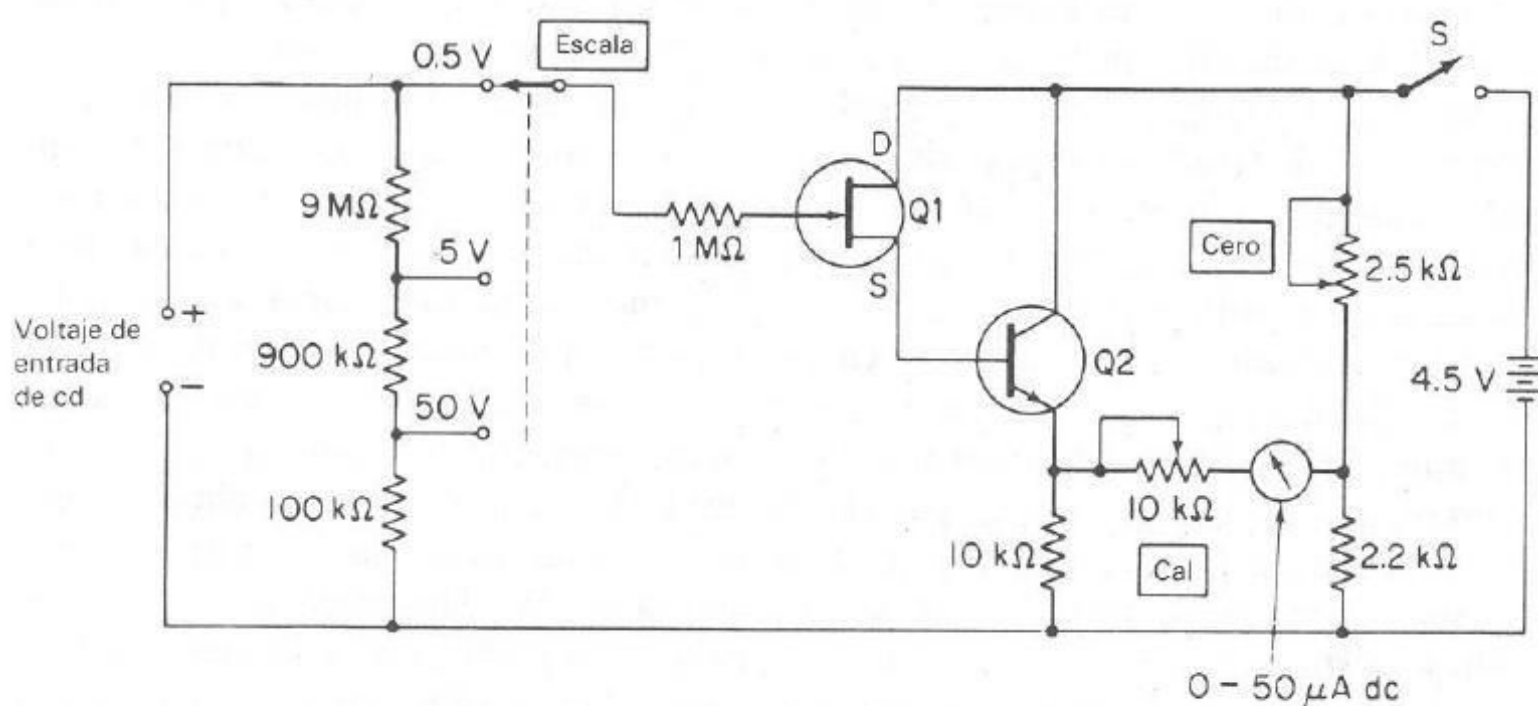 0.5 V
Escala
S
9 MΩ
D
Q1
1 MΩ
S
5 V
Cero
2.5 kΩ
Voltaje de
entrada
de cd
+
−
900 kΩ
Q2
4.5 V
50 V
100 kΩ
10 kΩ
10 kΩ
Cal
2.2 kΩ
0 – 50 μA dc